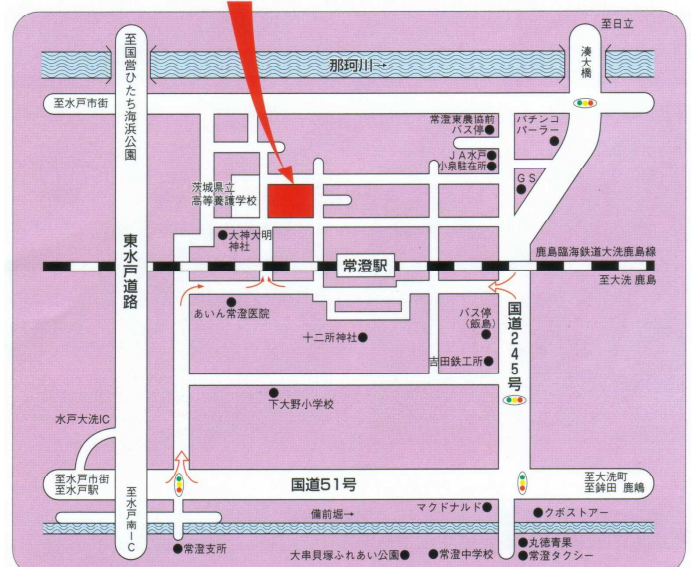 至日立
至国営ひたち海浜公園
那珂川→
湊大橋
至水戸市街
常澄東農協前
バス停
パチンコ
パーラー
JA水戸
小泉駐在所
GS
茨城県立
高等養護学校
大神大明
神社
東水戸道路
鹿島臨海鉄道大洗鹿島線
常澄駅
至大洗 鹿島
あいん常澄医院
バス停
(飯島)
国道245号
十二所神社
吉田鉄工所
下大野小学校
水戸大洗IC
至水戸市街
至水戸駅
国道51号
至大洗町
至鉾田 鹿嶋
至水戸南IC
マクドナルド
クボストアー
備前堀→
常澄支所
大串貝塚ふれあい公園
常澄中学校
丸徳青果
常澄タクシー